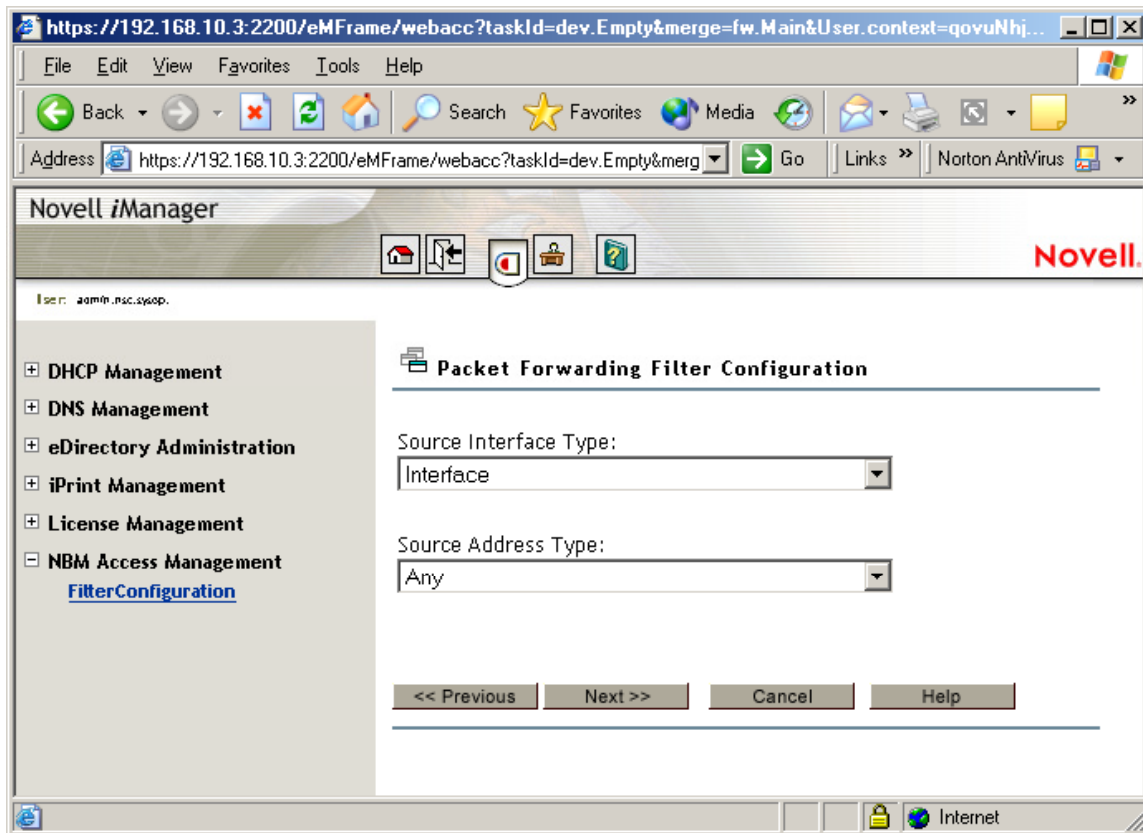 https://192.168.10.3:2200/eMFrame/webacc?taskId=dev.Empty&merge=fw.Main&User.context=qovuNhj...
File Edit View Favorites Tools Help
Back Search Favorites Media »
Address https://192.168.10.3:2200/eMFrame/webacc?taskId=dev.Empty&merg Go Links » Norton AntiVirus
Novell iManager
Novell.
User: admin.nsc.sysop.
DHCP Management
DNS Management
eDirectory Administration
iPrint Management
License Management
NBM Access Management
FilterConfiguration
Packet Forwarding Filter Configuration
Source Interface Type:
Interface
Source Address Type:
Any
<< Previous Next >> Cancel Help
Internet